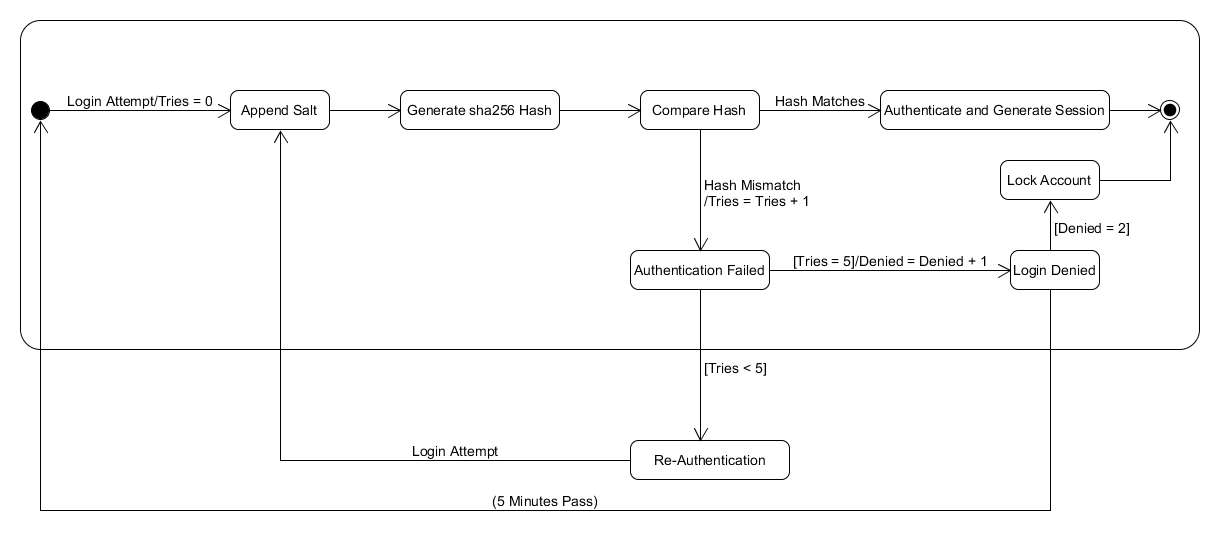 Login Attempt/Tries = 0
Append Salt
Generate sha256 Hash
Compare Hash
Hash Matches
Authenticate and Generate Session
Lock Account
Hash Mismatch
/Tries = Tries + 1
[Denied = 2]
Authentication Failed
[Tries = 5]/Denied = Denied + 1
Login Denied
[Tries < 5]
Login Attempt
Re-Authentication
(5 Minutes Pass)